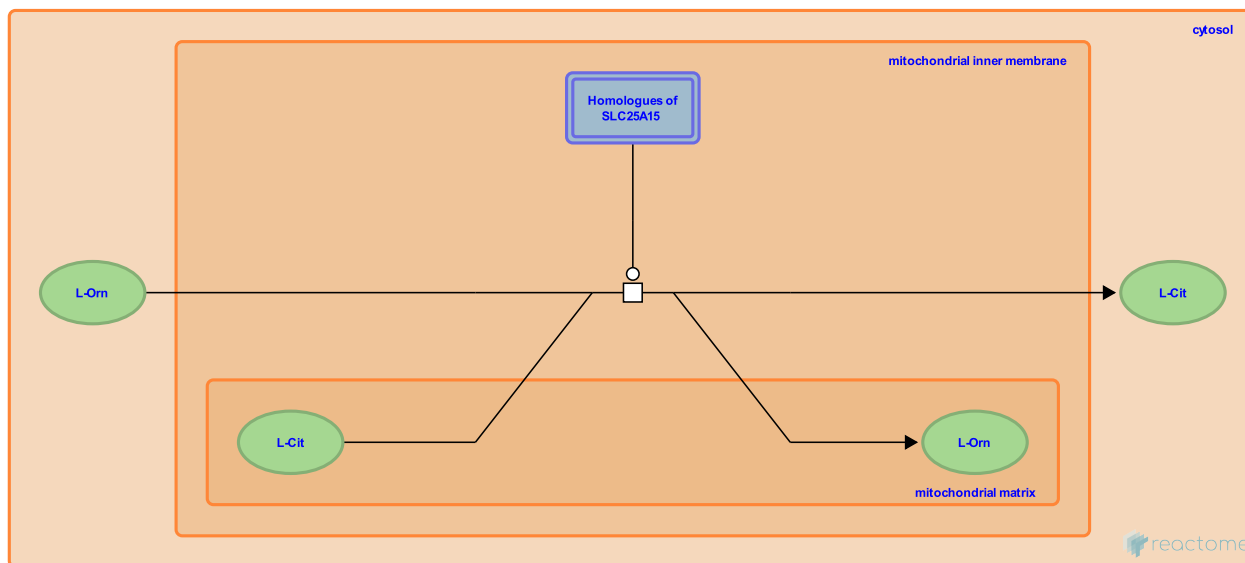 cytosol
mitochondrial inner membrane
Homologues of
SLC25A15
L-Orn
L-Cit
L-Cit
L-Orn
mitochondrial matrix
reactome